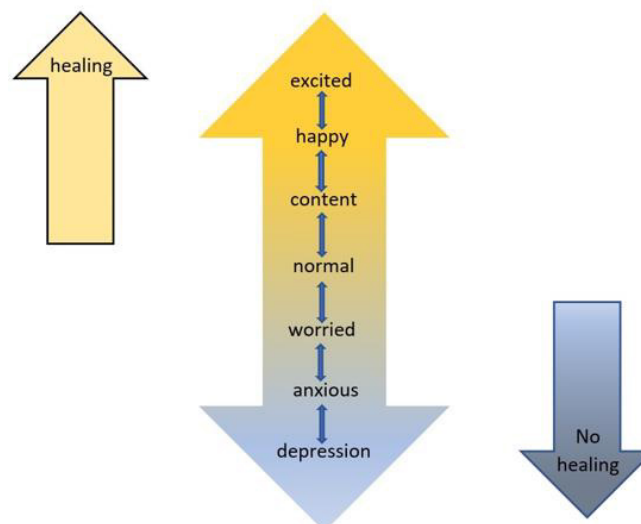 healing
excited
happy
content
normal
worried
anxious
depression
No
healing